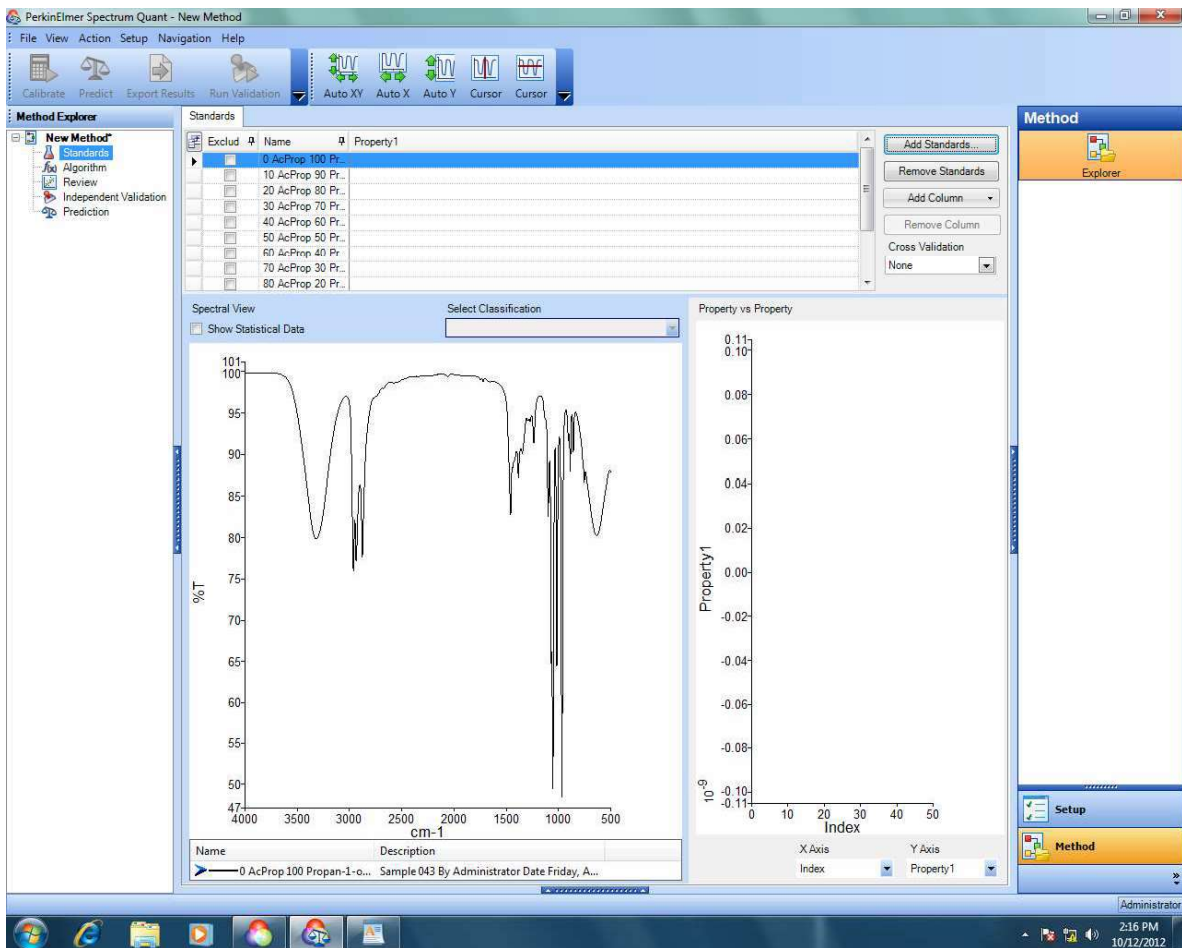 PerkinElmer Spectrum Quant - New Method
File View Action Setup Navigation Help
Calibrate Predict Export Results Run Validation Auto XY Auto X Auto Y Cursor Cursor
Method Explorer
New Method*
Standards
Algorithm
Review
Independent Validation
Prediction
Standards
Exclud Name Property1
0 AcProp 100 Pr...
10 AcProp 90 Pr...
20 AcProp 80 Pr...
30 AcProp 70 Pr...
40 AcProp 60 Pr...
50 AcProp 50 Pr...
60 AcProp 40 Pr
70 AcProp 30 Pr...
80 AcProp 20 Pr...
Add Standards...
Remove Standards
Add Column
Remove Column
Cross Validation
None
Method
Explorer
Spectral View
Select Classification
Show Statistical Data
101
100
95
90
85
80
75
70
65
60
55
50
47
%T
4000 3500 3000 2500 2000 1500 1000 500
cm-1
Name Description
0 AcProp 100 Propan-1-o... Sample 043 By Administrator Date Friday, A...
Property vs Property
0.11
0.10
0.08
0.06
0.04
0.02
0.00
-0.02
-0.04
-0.06
-0.08
-0.10
-0.11
Property1
10-9
0 10 20 30 40 50
Index
X Axis Y Axis
Index Property1
Setup
Method
Administrator
2:16 PM
10/12/2012